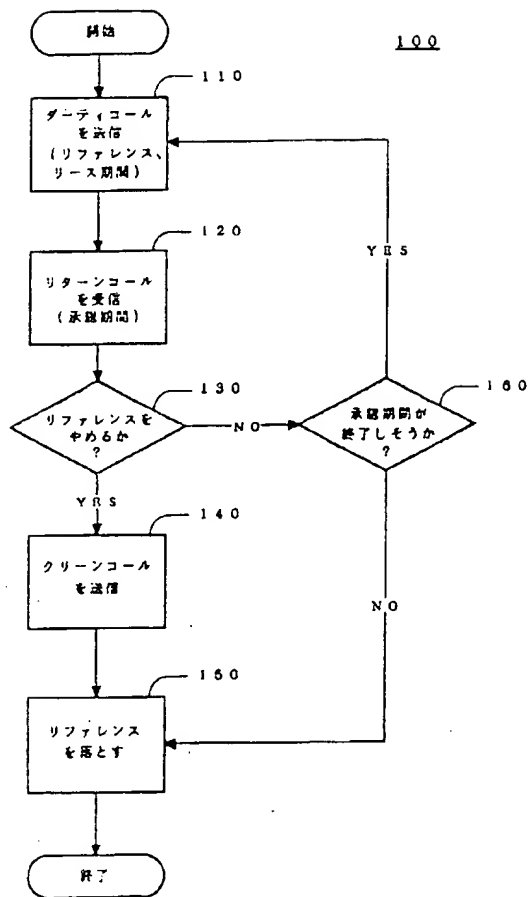 開始
100
110
ダーティコール
を送信
(リファレンス、
リース期間)
120
リターンコール
を受信
(承認期間)
130
リファレンスを
やめるか
?
NO
YES
160
承認期間が
終了しそうか
?
YES
NO
140
クリーンコール
を送信
150
リファレンス
を落とす
終了